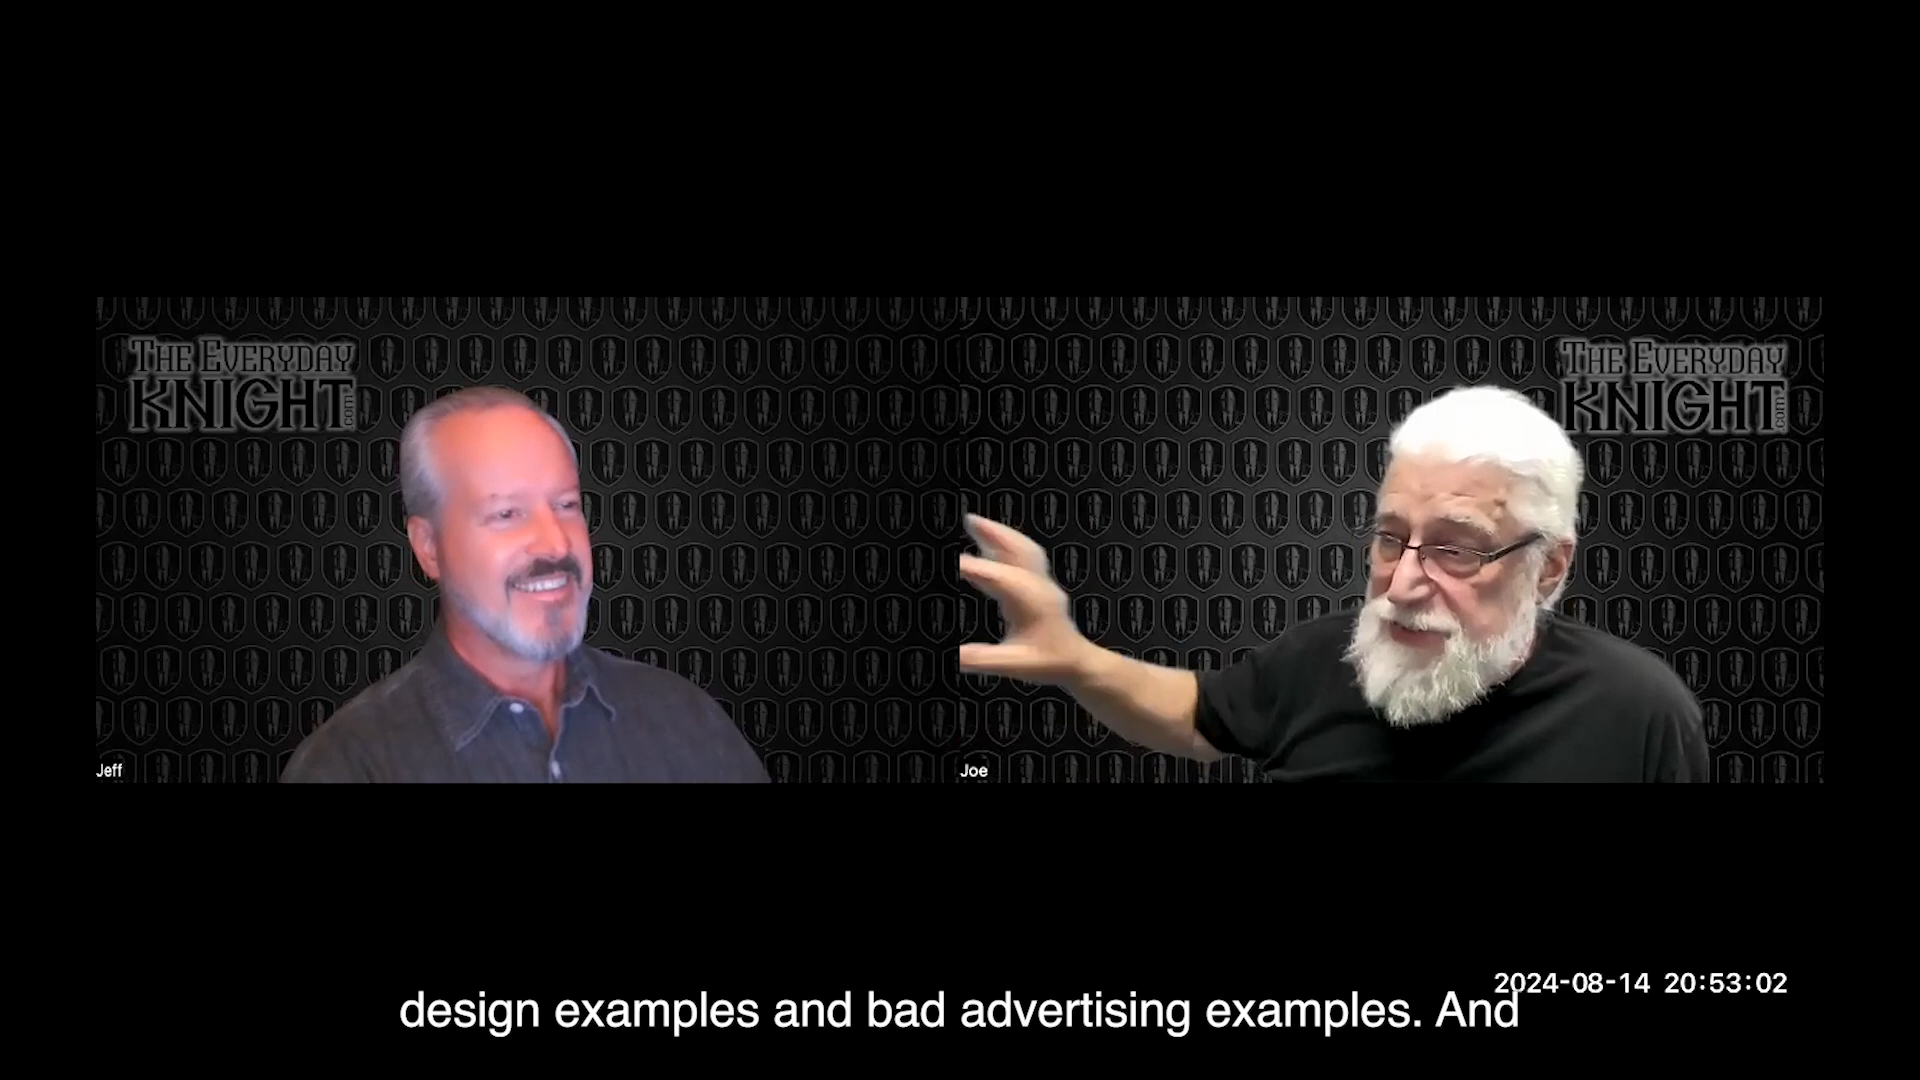 THE EVERYDAY
KNIGHT.com
THE EVERYDAY
KNIGHT.com
Jeff
Joe
2024-08-14 20:53:02
design examples and bad advertising examples. And